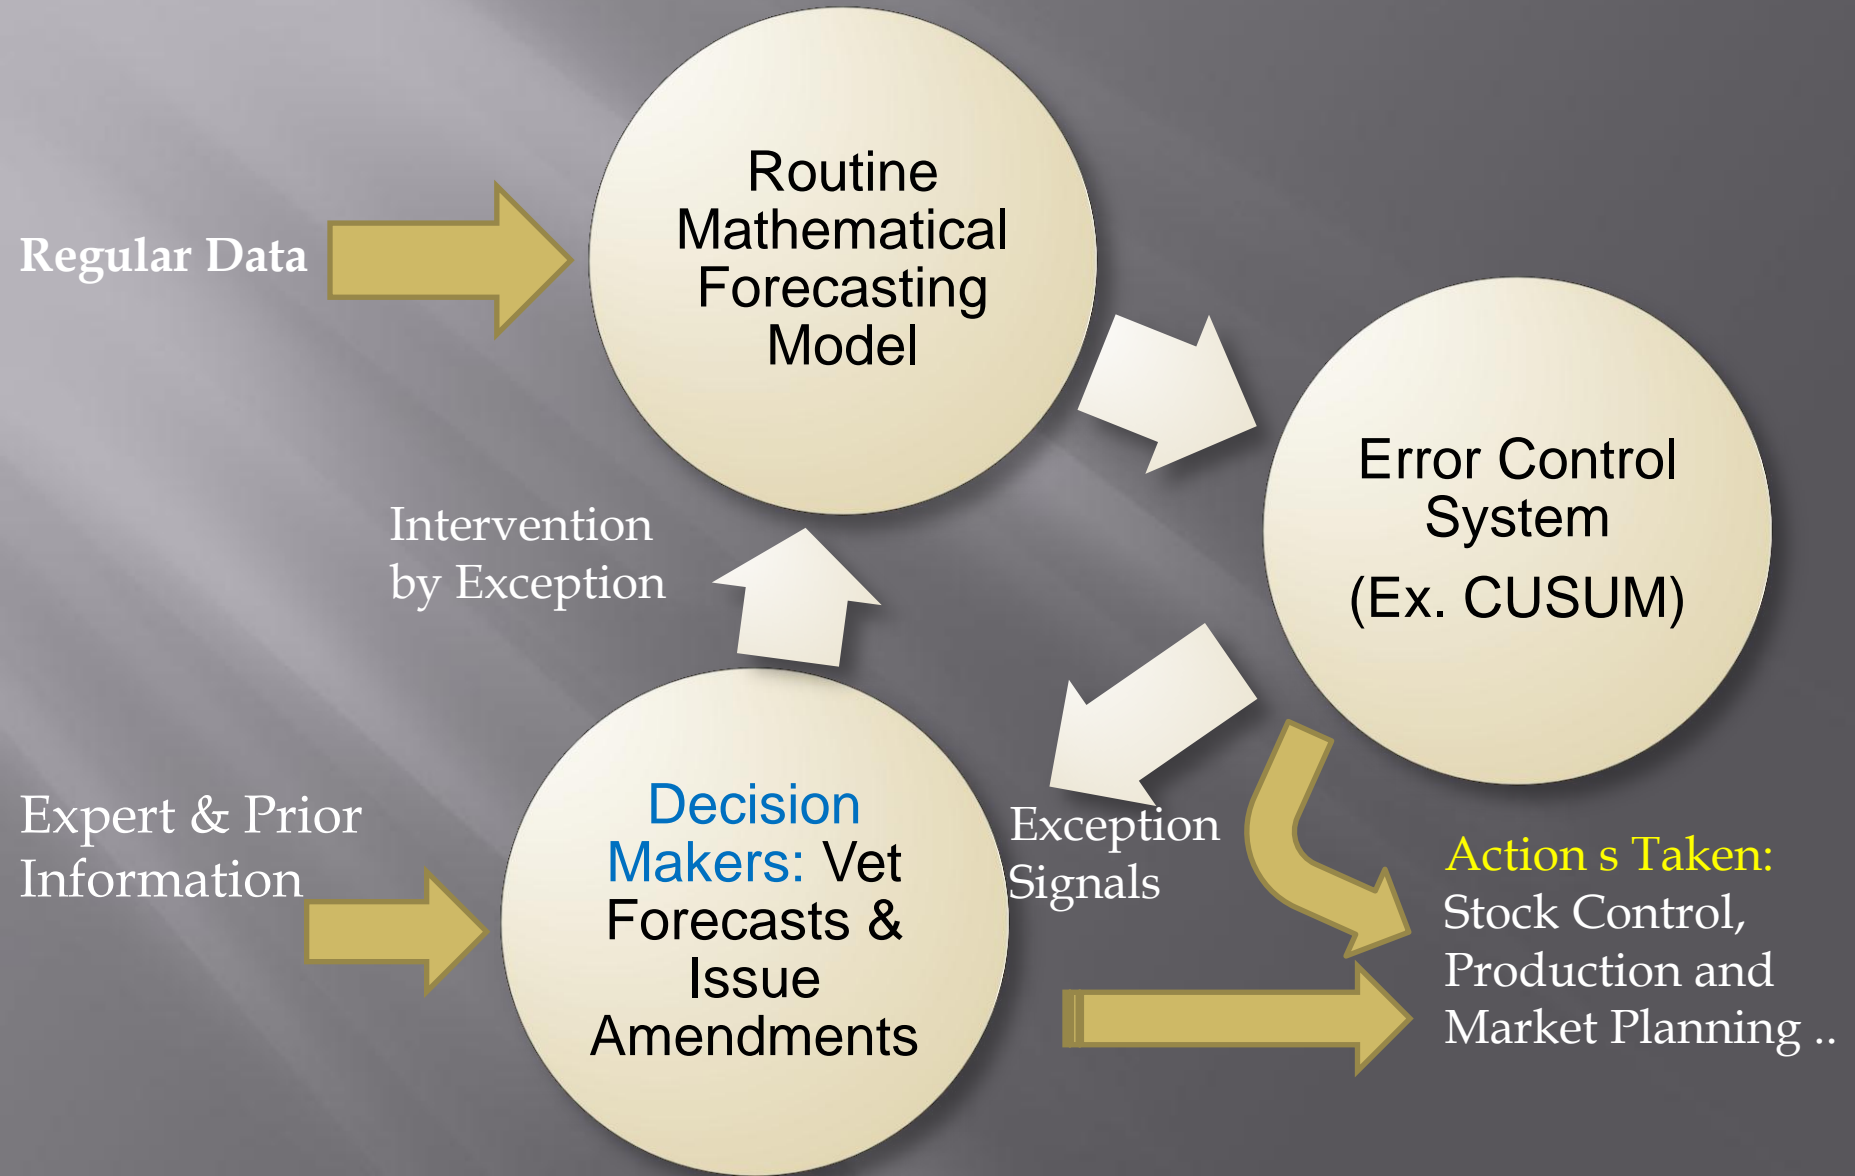 Routine
Mathematical
Forecasting
Model
Regular Data
Error Control
System
(Ex. CUSUM)
Intervention
by Exception
Decision
Makers: Vet
Forecasts &
Issue
Amendments
Expert & Prior
Information
Exception
Signals
Action s Taken:
Stock Control,
Production and
Market Planning ..